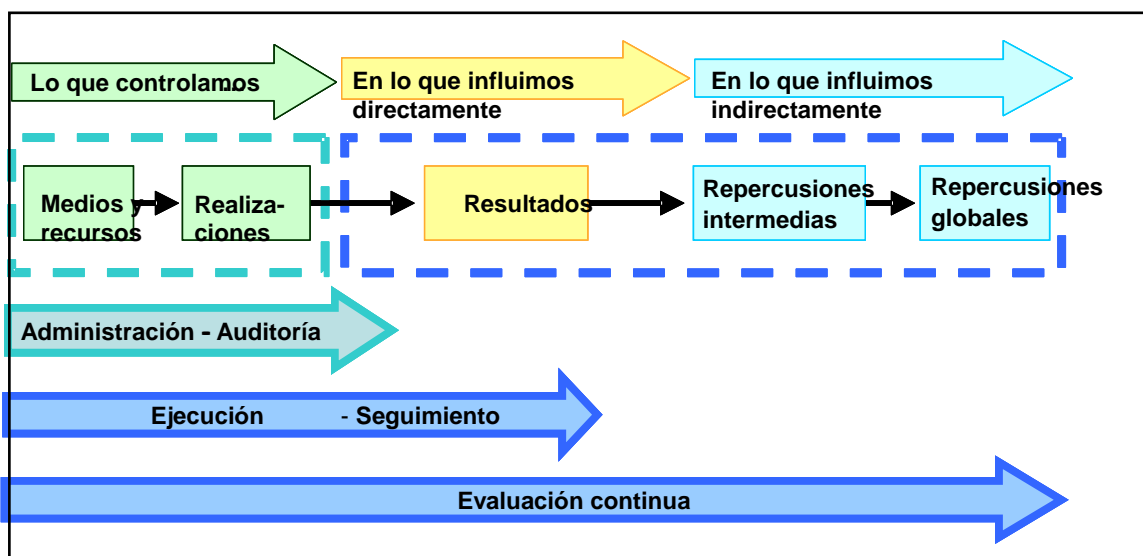 Lo que controlamos...
En lo que influimos
directamente
En lo que influimos
indirectamente
Medios y
recursos
Realiza-
ciones
Resultados
Repercusiones
intermedias
Repercusiones
globales
Administración - Auditoría
Ejecución - Seguimiento
Evaluación continua